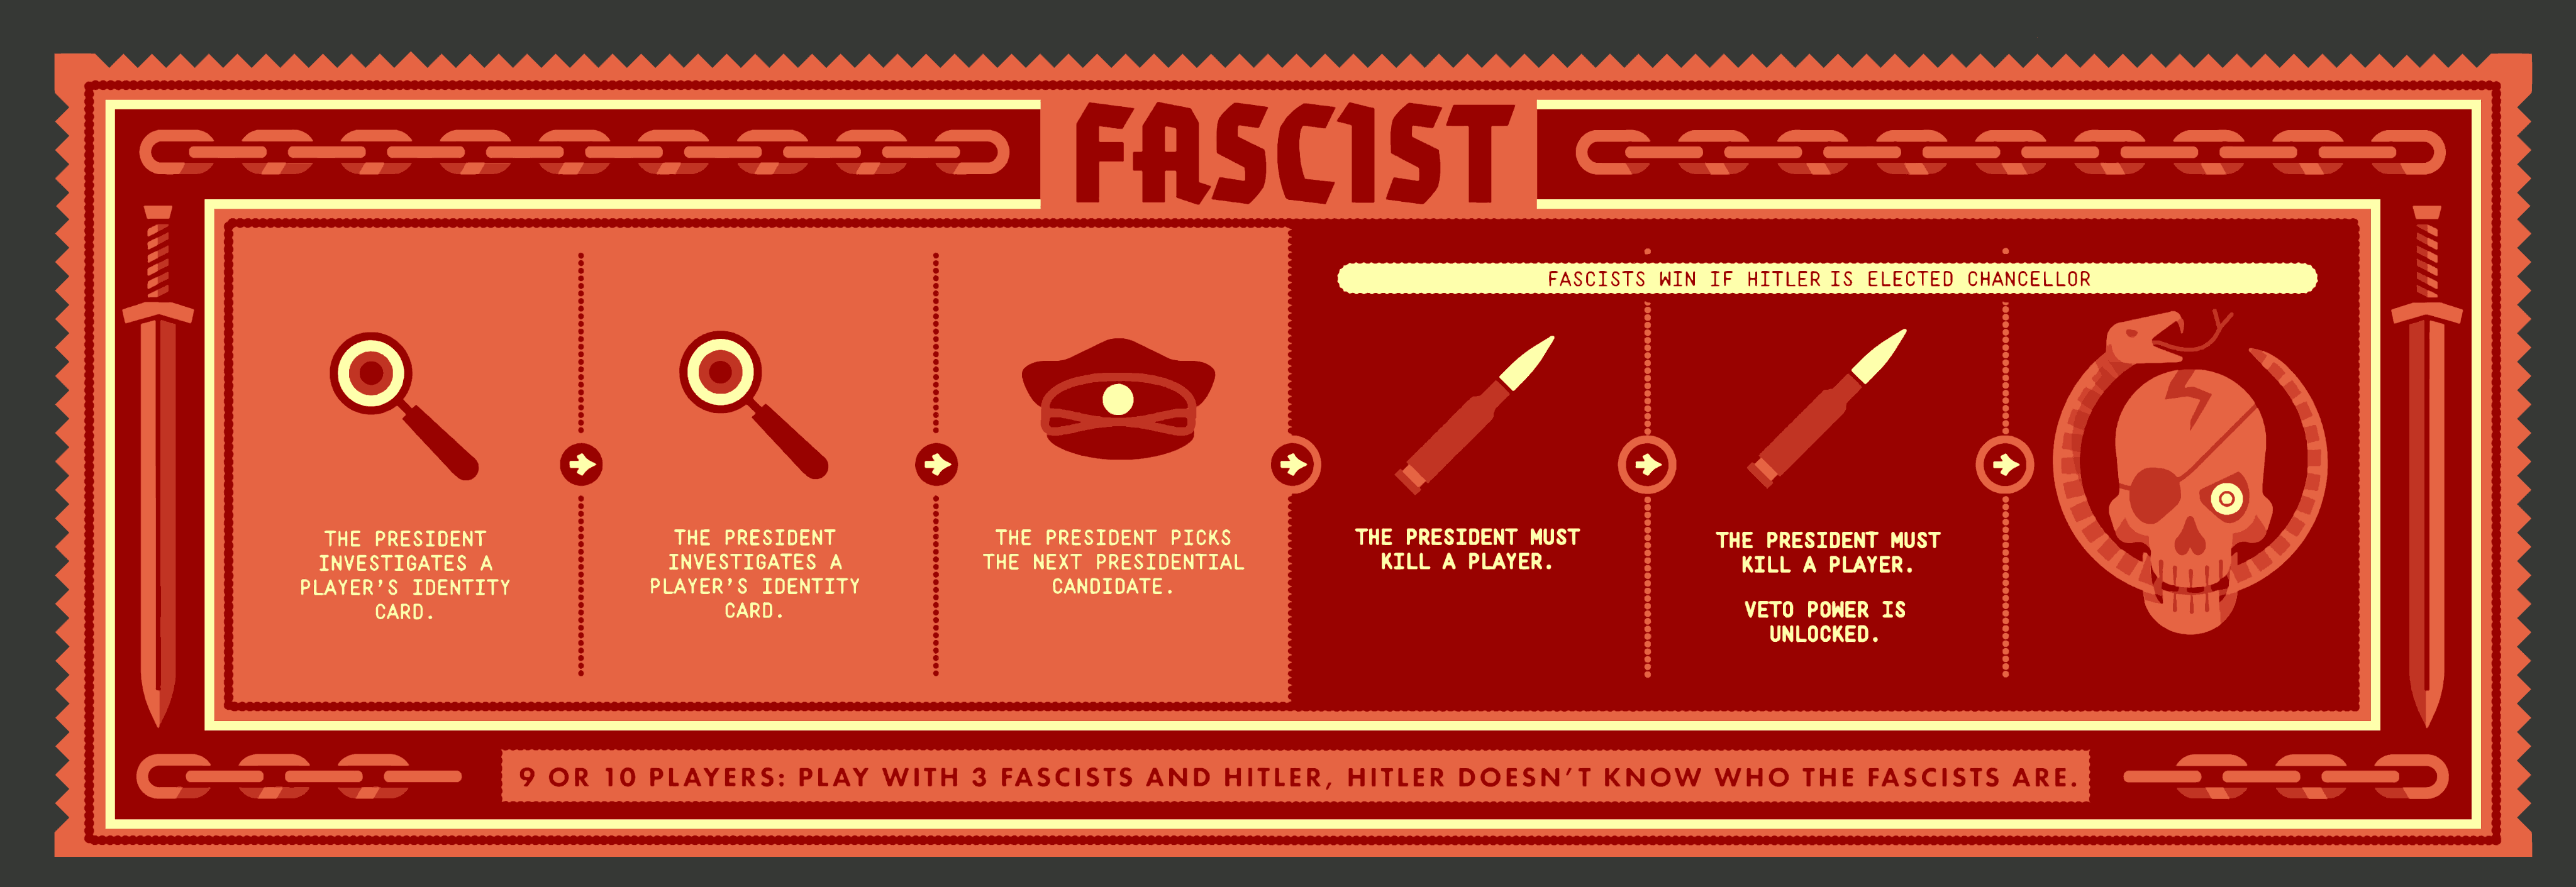 FASCIST
FASCISTS WIN IF HITLER IS ELECTED CHANCELLOR
THE PRESIDENT
INVESTIGATES A
PLAYER'S IDENTITY
CARD.
THE PRESIDENT
INVESTIGATES A
PLAYER'S IDENTITY
CARD.
THE PRESIDENT PICKS
THE NEXT PRESIDENTIAL
CANDIDATE.
THE PRESIDENT MUST
KILL A PLAYER.
THE PRESIDENT MUST
KILL A PLAYER.
VETO POWER IS
UNLOCKED.
9 OR 10 PLAYERS: PLAY WITH 3 FASCISTS AND HITLER, HITLER DOESN'T KNOW WHO THE FASCISTS ARE.